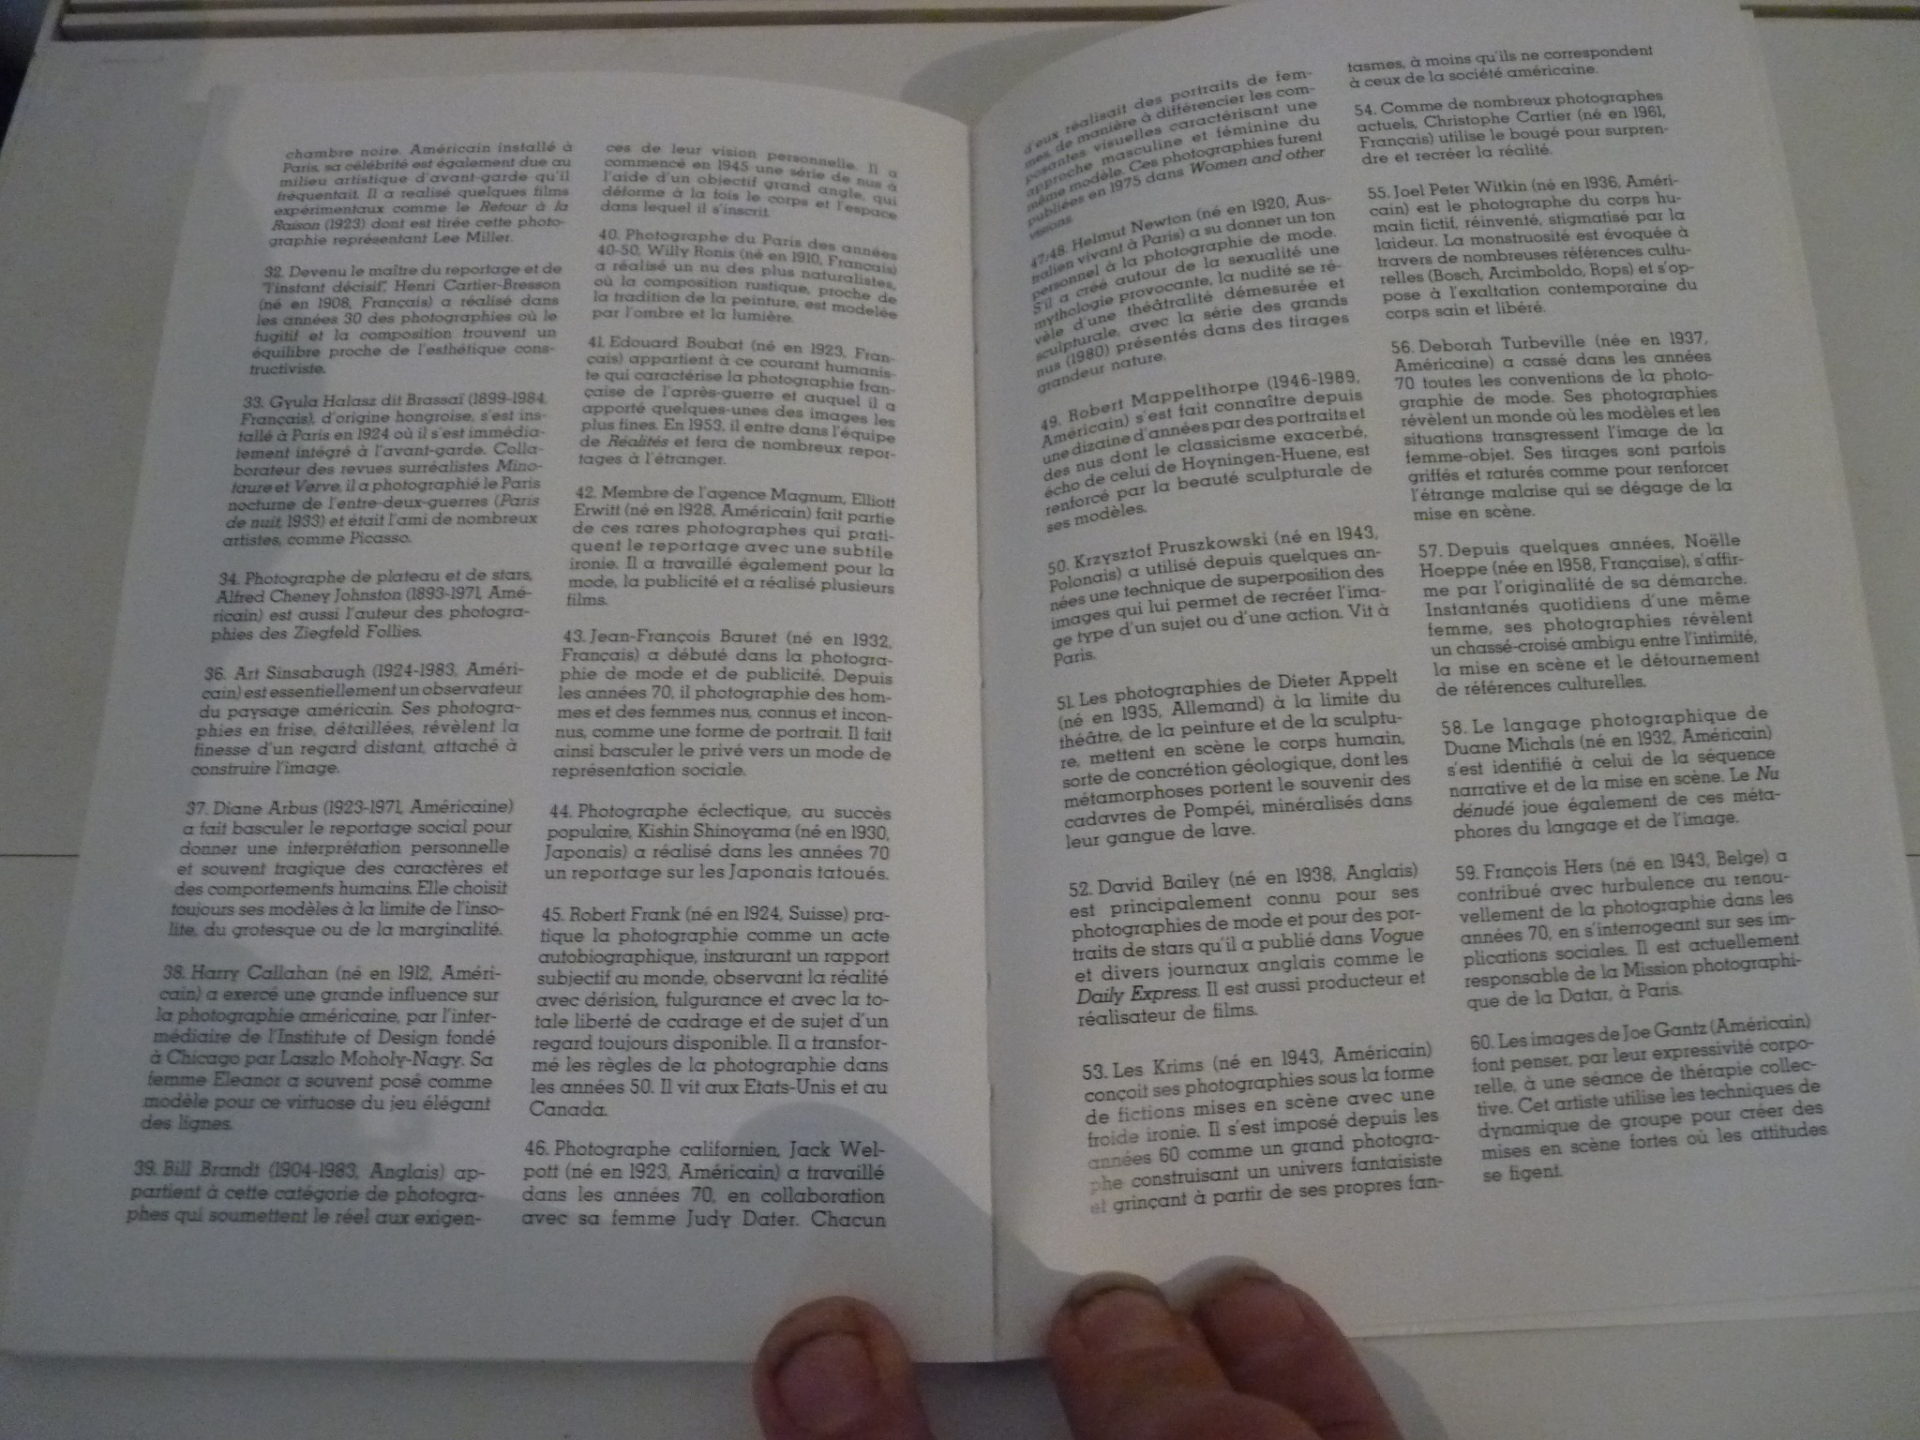 chambre noire. Américain installé à
Paris, sa célébrité est également due au
milieu artistique d'avant-garde qu'il
fréquentait. Il a realisé quelques films
expérimentaux comme le Retour à la
Raison (1923) dont est tirée cette photo-
graphie représentant Lee Miller.
32. Devenu le maître du reportage et de
"l'instant décisif", Henri Cartier-Bresson
(né en 1908, Français) a réalisé dans
les années 30 des photographies où le
fugitif et la composition trouvent un
équilibre proche de l'esthétique cons-
tructiviste.
33. Gyula Halasz dit Brassaï (1899-1984,
Français), d'origine hongroise, s'est ins-
tallé à Paris en 1924 où il s'est immédia-
tement intégré à l'avant-garde. Colla-
borateur des revues surréalistes Mino-
taure et Verve, il a photographié le Paris
nocturne de l'entre-deux-guerres (Paris
de nuit, 1933) et était l'ami de nombreux
artistes, comme Picasso.
34. Photographe de plateau et de stars,
Alfred Cheney Johnston (1893-1971, Amé-
ricain) est aussi l'auteur des photogra-
phies des Ziegfeld Follies.
36. Art Sinsabaugh (1924-1983, Améri-
cain) est essentiellement un observateur
du paysage américain. Ses photogra-
phies en frise, détaillées, révèlent la
finesse d'un regard distant, attaché à
construire l'image.
37. Diane Arbus (1923-1971, Américaine)
a fait basculer le reportage social pour
donner une interprétation personnelle
et souvent tragique des caractères et
des comportements humains. Elle choisit
toujours ses modèles à la limite de l'inso-
lite, du grotesque ou de la marginalité.
38. Harry Callahan (né en 1912, Améri-
cain) a exercé une grande influence sur
la photographie américaine, par l'inter-
médiaire de l'Institute of Design fondé
à Chicago par Laszlo Moholy-Nagy. Sa
femme Eleanor a souvent posé comme
modèle pour ce virtuose du jeu élégant
des lignes.
39. Bill Brandt (1904-1983, Anglais) ap-
partient à cette catégorie de photogra-
phes qui soumettent le réel aux exigen-
ces de leur vision personnelle. Il a
commencé en 1945 une série de nus à
l'aide d'un objectif grand angle, qui
déforme à la fois le corps et l'espace
dans lequel il s'inscrit.
40. Photographe du Paris des années
40-50, Willy Ronis (né en 1910, Français)
a réalisé un nu des plus naturalistes,
où la composition rustique, proche de
la tradition de la peinture, est modelée
par l'ombre et la lumière.
41. Edouard Boubat (né en 1923, Fran-
çais) appartient à ce courant humanis-
te qui caractérise la photographie fran-
çaise de l'après-guerre et auquel il a
apporté quelques-unes des images les
plus fines. En 1953, il entre dans l'équipe
de Réalités et fera de nombreux repor-
tages à l'étranger.
42. Membre de l'agence Magnum, Elliott
Erwitt (né en 1928, Américain) fait partie
de ces rares photographes qui prati-
quent le reportage avec une subtile
ironie. Il a travaillé également pour la
mode, la publicité et a réalisé plusieurs
films.
43. Jean-François Bauret (né en 1932,
Français) a débuté dans la photogra-
phie de mode et de publicité. Depuis
les années 70, il photographie des hom-
mes et des femmes nus, connus et incon-
nus, comme une forme de portrait. Il fait
ainsi basculer le privé vers un mode de
représentation sociale.
44. Photographe éclectique, au succès
populaire, Kishin Shinoyama (né en 1930,
Japonais) a réalisé dans les années 70
un reportage sur les Japonais tatoués.
45. Robert Frank (né en 1924, Suisse) pra-
tique la photographie comme un acte
autobiographique, instaurant un rapport
subjectif au monde, observant la réalité
avec dérision, fulgurance et avec la to-
tale liberté de cadrage et de sujet d'un
regard toujours disponible. Il a transfor-
mé les règles de la photographie dans
les années 50. Il vit aux Etats-Unis et au
Canada.
46. Photographe californien, Jack Wel-
pott (né en 1923, Américain) a travaillé
dans les années 70, en collaboration
avec sa femme Judy Dater. Chacun
d'eux réalisait des portraits de fem-
mes, de manière à différencier les com-
posantes visuelles caractérisant une
approche masculine et féminine du
même modèle. Ces photographies furent
publiées en 1975 dans Women and other
visions.
47.48. Helmut Newton (né en 1920, Aus-
tralien vivant à Paris) a su donner un ton
personnel à la photographie de mode.
S'il a créé autour de la sexualité une
mythologie provocante, la nudité se ré-
vèle d'une théâtralité démesurée et
sculpturale, avec la série des grands
nus (1980) présentés dans des tirages
grandeur nature.
49. Robert Mappelthorpe (1946-1989,
Américain) s'est fait connaître depuis
une dizaine d'années par des portraits et
des nus dont le classicisme exacerbé,
écho de celui de Hoyningen-Huene, est
renforcé par la beauté sculpturale de
ses modèles.
50. Krzysztof Pruszkowski (né en 1943,
Polonais) a utilisé depuis quelques an-
nées une technique de superposition des
images qui lui permet de recréer l'ima-
ge type d'un sujet ou d'une action. Vit à
Paris.
51. Les photographies de Dieter Appelt
(né en 1935, Allemand) à la limite du
théâtre, de la peinture et de la sculptu-
re, mettent en scène le corps humain,
sorte de concrétion géologique, dont les
métamorphoses portent le souvenir des
cadavres de Pompéi, minéralisés dans
leur gangue de lave.
52. David Bailey (né en 1938, Anglais)
est principalement connu pour ses
photographies de mode et pour des por-
traits de stars qu'il a publié dans Vogue
et divers journaux anglais comme le
Daily Express. Il est aussi producteur et
réalisateur de films.
53. Les Krims (né en 1943, Américain)
conçoit ses photographies sous la forme
de fictions mises en scène avec une
froide ironie. Il s'est imposé depuis les
années 60 comme un grand photogra-
phe construisant un univers fantaisiste
et grinçant à partir de ses propres fan-
tasmes, à moins qu'ils ne correspondent
à ceux de la société américaine.
54. Comme de nombreux photographes
actuels, Christophe Cartier (né en 1961,
Français) utilise le bougé pour surpren-
dre et recréer la réalité.
55. Joel Peter Witkin (né en 1936, Améri-
cain) est le photographe du corps hu-
main fictif, réinventé, stigmatisé par la
laideur. La monstruosité est évoquée à
travers de nombreuses références cultu-
relles (Bosch, Arcimboldo, Rops) et s'op-
pose à l'exaltation contemporaine du
corps sain et libéré.
56. Deborah Turbeville (née en 1937,
Américaine) a cassé dans les années
70 toutes les conventions de la photo-
graphie de mode. Ses photographies
révèlent un monde où les modèles et les
situations transgressent l'image de la
femme-objet. Ses tirages sont parfois
griffés et raturés comme pour renforcer
l'étrange malaise qui se dégage de la
mise en scène.
57. Depuis quelques années, Noëlle
Hoeppe (née en 1958, Française), s'affir-
me par l'originalité de sa démarche.
Instantanés quotidiens d'une même
femme, ses photographies révèlent
un chassé-croisé ambigu entre l'intimité,
la mise en scène et le détournement
de références culturelles.
58. Le langage photographique de
Duane Michals (né en 1932, Américain)
s'est identifié à celui de la séquence
narrative et de la mise en scène. Le Nu
dénudé joue également de ces méta-
phores du langage et de l'image.
59. François Hers (né en 1943, Belge) a
contribué avec turbulence au renou-
vellement de la photographie dans les
années 70, en s'interrogeant sur ses im-
plications sociales. Il est actuellement
responsable de la Mission photographi-
que de la Datar, à Paris.
60. Les images de Joe Gantz (Américain)
font penser, par leur expressivité corpo-
relle, à une séance de thérapie collec-
tive. Cet artiste utilise les techniques de
dynamique de groupe pour créer des
mises en scène fortes où les attitudes
se figent.